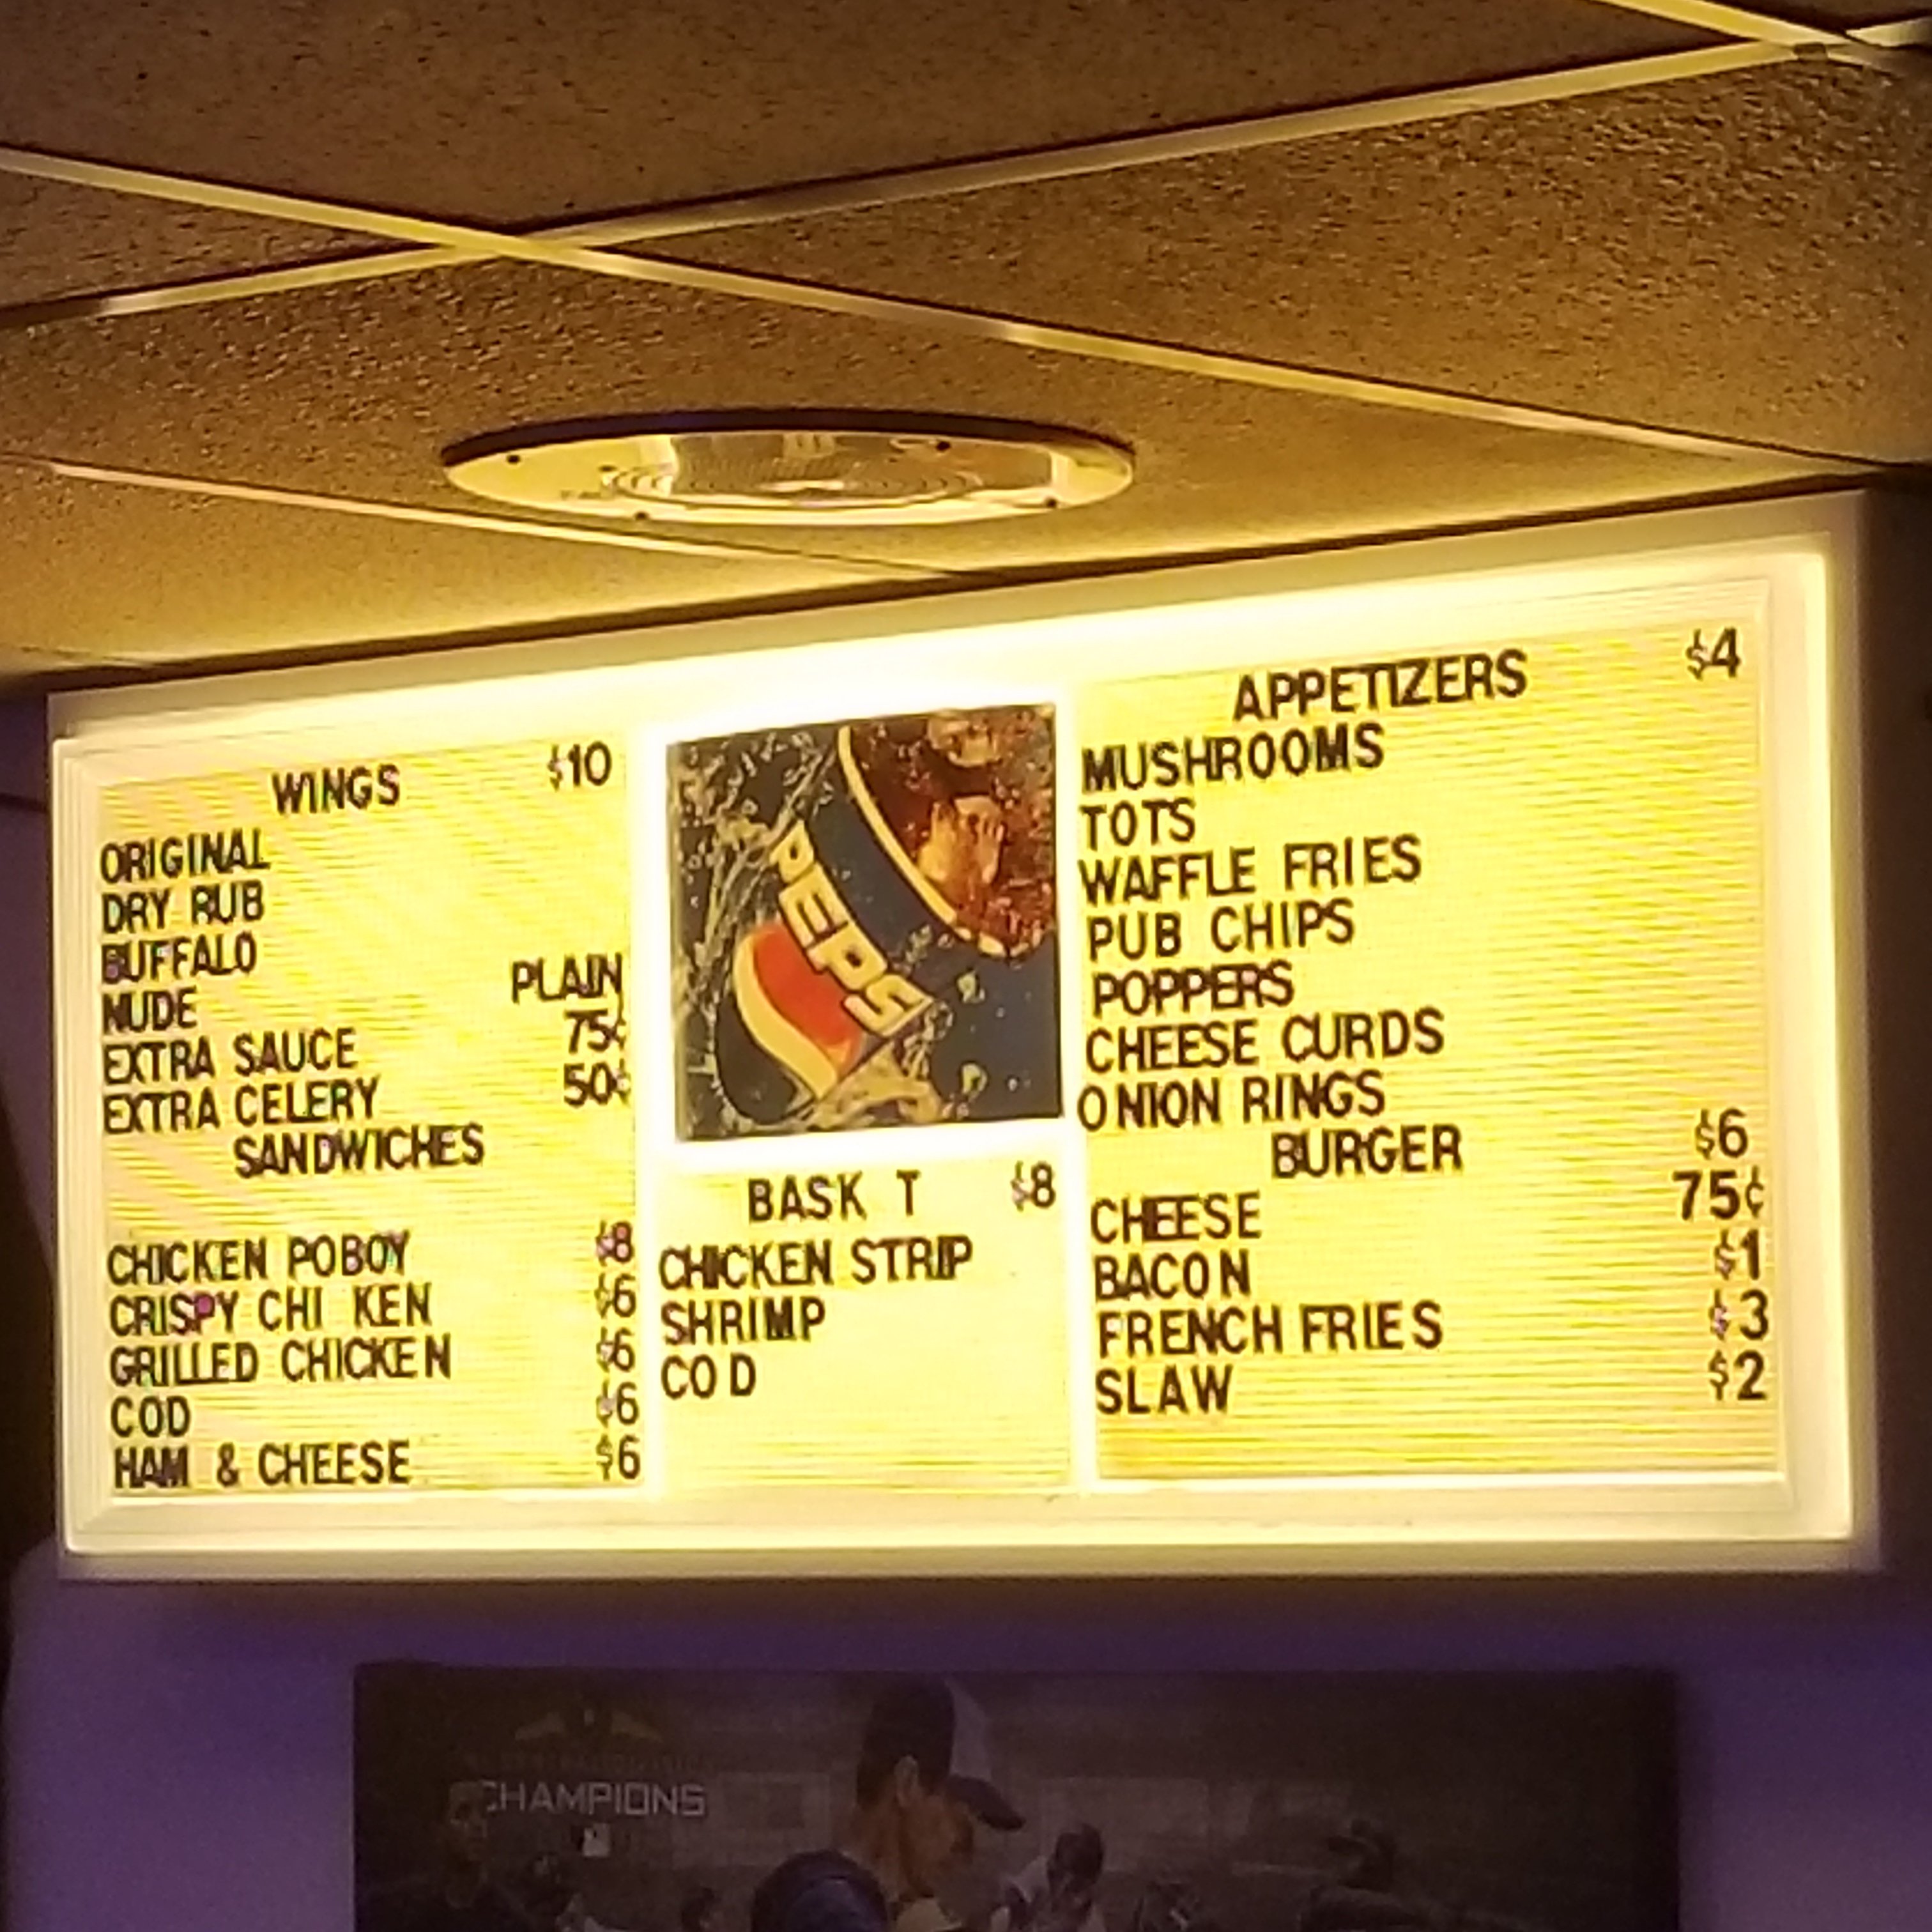 WINGS $10
ORIGINAL
DRY RUB
BUFFALO
NUDE PLAIN
EXTRA SAUCE 75¢
EXTRA CELERY 50¢
SANDWICHES
CHICKEN POBOY $8
CRISPY CHI KEN $6
GRILLED CHICKEN $6
COD $6
HAM & CHEESE $6
PEPS
BASK T $8
CHICKEN STRIP
SHRIMP
COD
APPETIZERS $4
MUSHROOMS
TOTS
WAFFLE FRIES
PUB CHIPS
POPPERS
CHEESE CURDS
ONION RINGS
BURGER $6
CHEESE 75¢
BACON $1
FRENCH FRIES $3
SLAW $2
CHAMPIONS